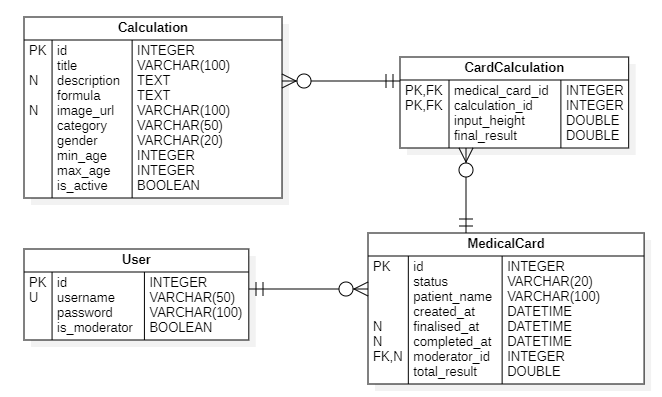 Calculation
PK id INTEGER
title VARCHAR(100)
N description TEXT
formula TEXT
N image_url VARCHAR(100)
category VARCHAR(50)
gender VARCHAR(20)
min_age INTEGER
max_age INTEGER
is_active BOOLEAN
CardCalculation
PK,FK medical_card_id INTEGER
PK,FK calculation_id INTEGER
input_height DOUBLE
final_result DOUBLE
User
PK id INTEGER
U username VARCHAR(50)
password VARCHAR(100)
is_moderator BOOLEAN
MedicalCard
PK id INTEGER
status VARCHAR(20)
patient_name VARCHAR(100)
created_at DATETIME
N finalised_at DATETIME
N completed_at DATETIME
FK,N moderator_id INTEGER
total_result DOUBLE